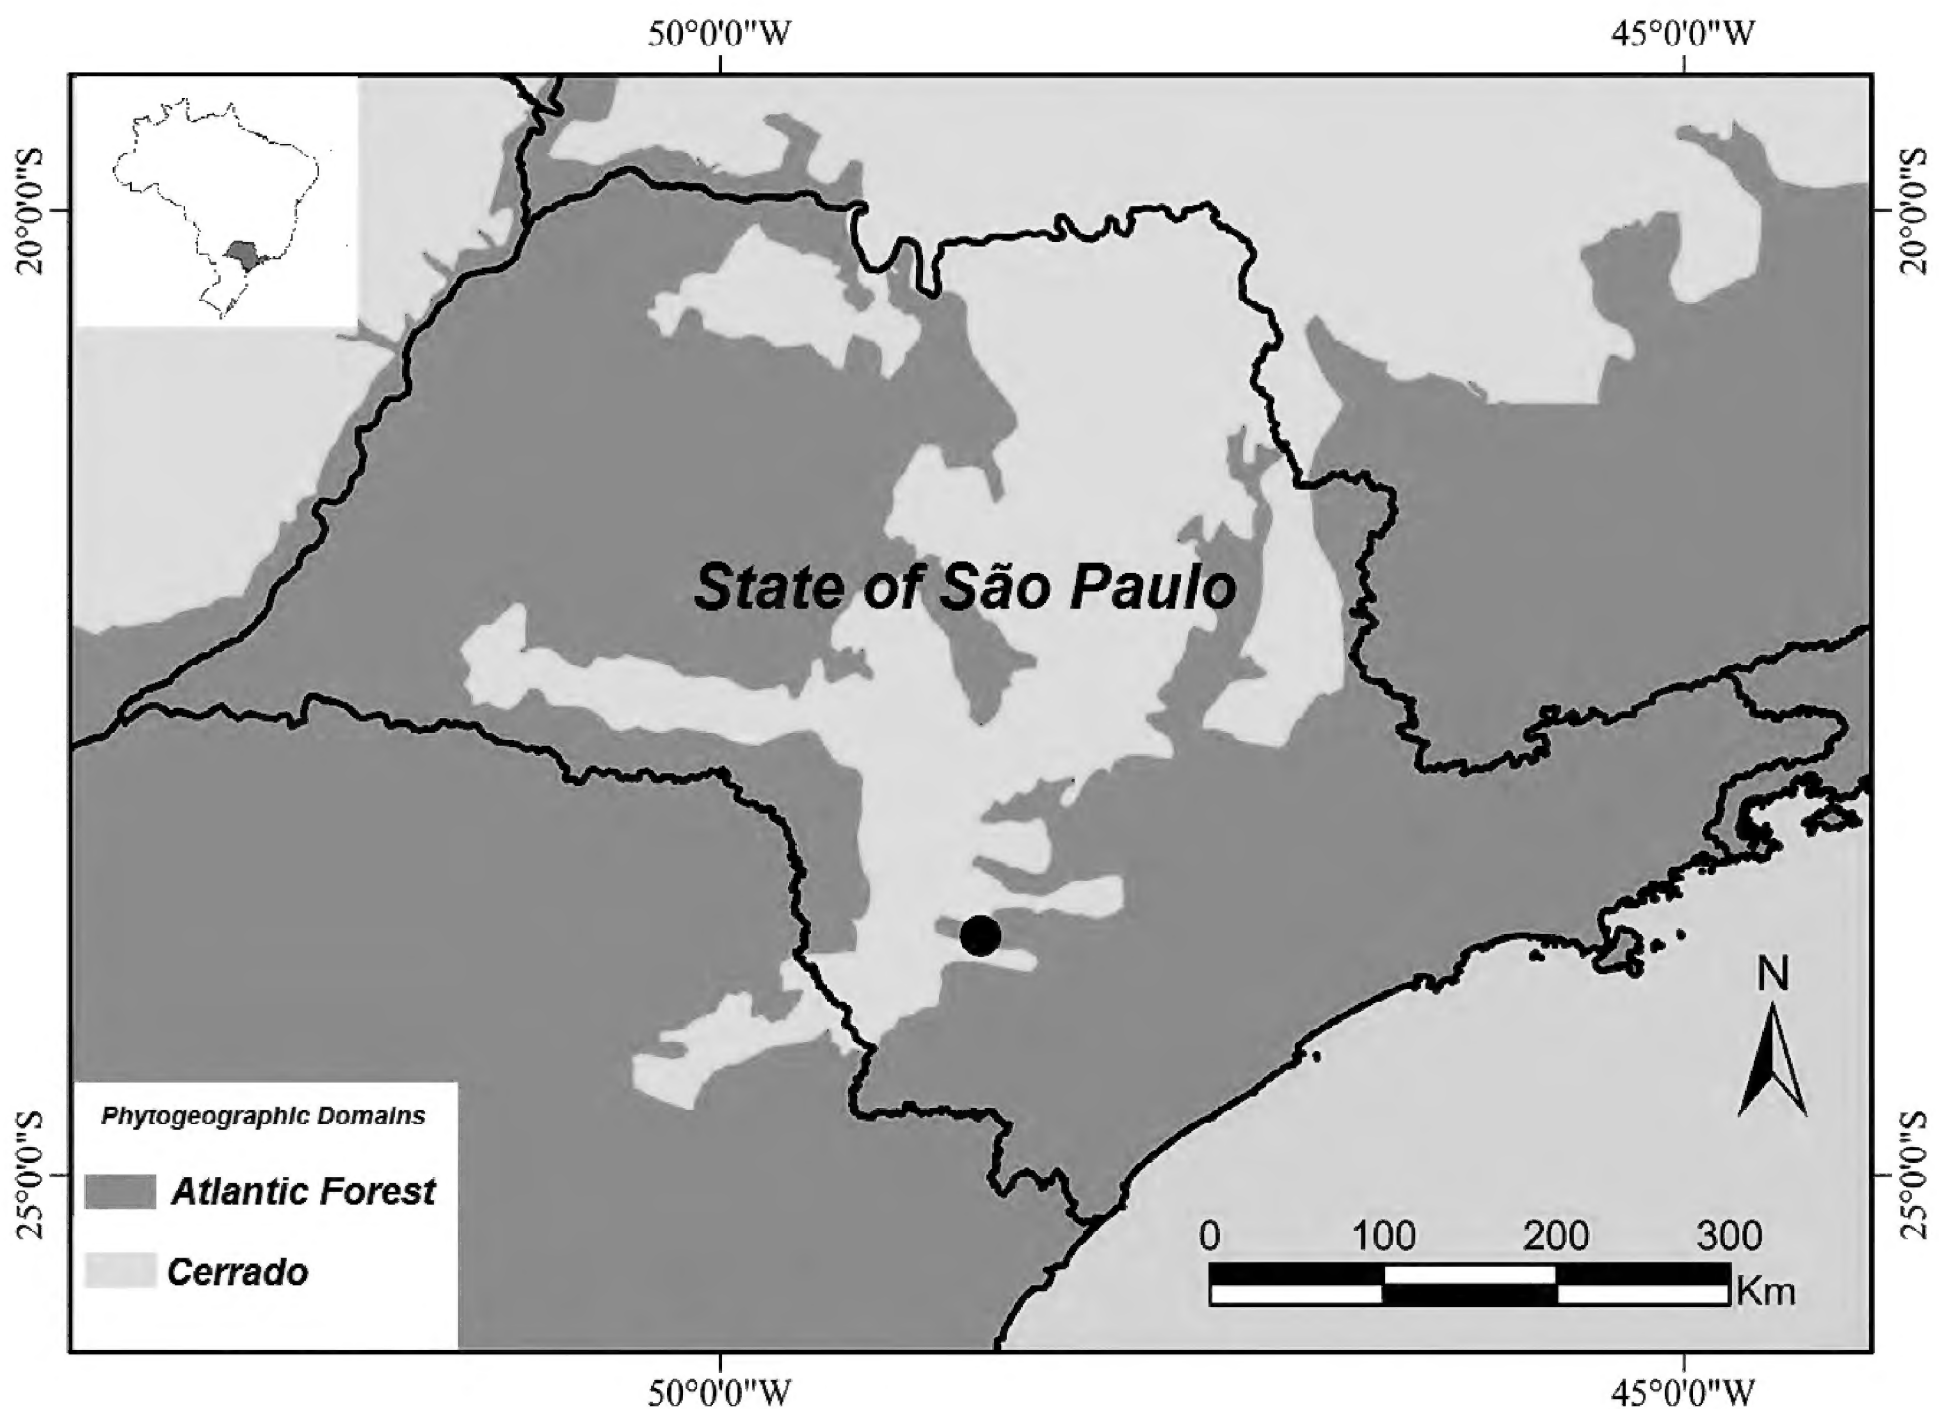 50°0'0"W
45°0'0"W
20°0'0"S
20°0'0"S
State of São Paulo
N
Phytogeographic Domains
Atlantic Forest
Cerrado
25°0'0"S
25°0'0"S
0 100 200 300
Km
50°0'0"W
45°0'0"W